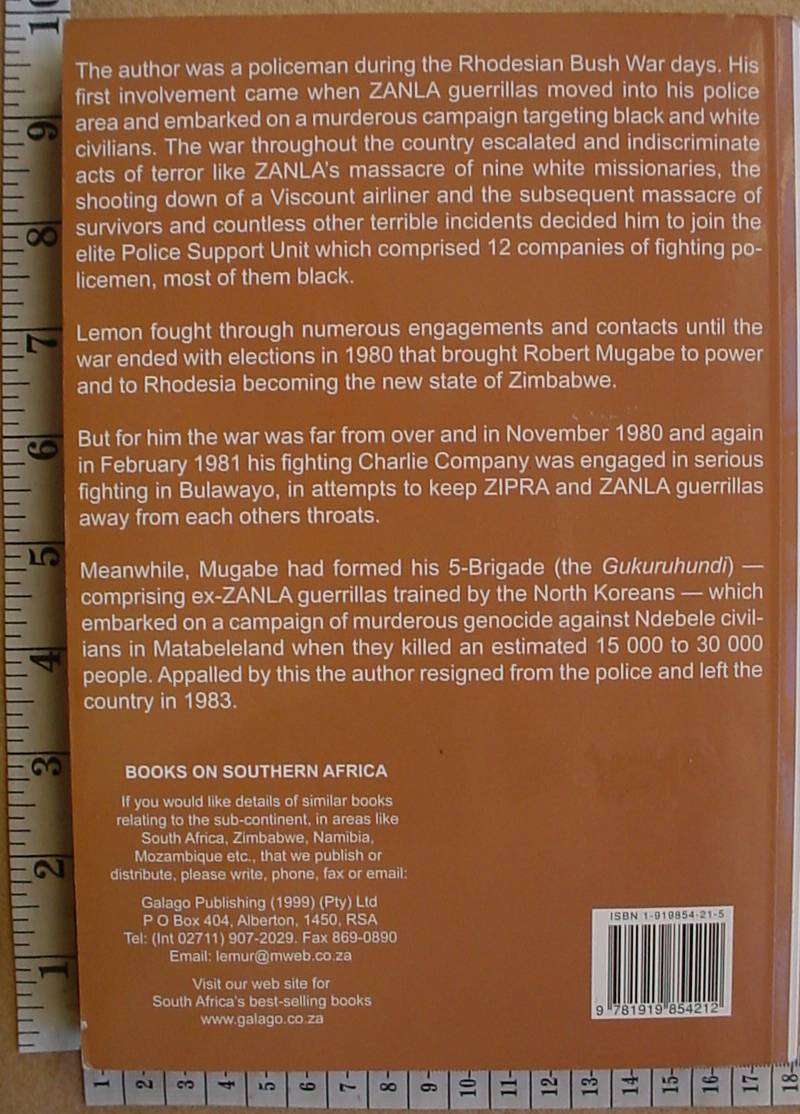 The author was a policeman during the Rhodesian Bush War days. His
first involvement came when ZANLA guerrillas moved into his police
area and embarked on a murderous campaign targeting black and white
civilians. The war throughout the country escalated and indiscriminate
acts of terror like ZANLA's massacre of nine white missionaries, the
shooting down of a Viscount airliner and the subsequent massacre of
survivors and countless other terrible incidents decided him to join the
elite Police Support Unit which comprised 12 companies of fighting po-
licemen, most of them black.
Lemon fought through numerous engagements and contacts until the
war ended with elections in 1980 that brought Robert Mugabe to power
and to Rhodesia becoming the new state of Zimbabwe.
But for him the war was far from over and in November 1980 and again
in February 1981 his fighting Charlie Company was engaged in serious
fighting in Bulawayo, in attempts to keep ZIPRA and ZANLA guerrillas
away from each others throats.
Meanwhile, Mugabe had formed his 5-Brigade (the Gukuruhundi) —
comprising ex-ZANLA guerrillas trained by the North Koreans — which
embarked on a campaign of murderous genocide against Ndebele civil-
ians in Matabeleland when they killed an estimated 15 000 to 30 000
people. Appalled by this the author resigned from the police and left the
country in 1983.
BOOKS ON SOUTHERN AFRICA
If you would like details of similar books
relating to the sub-continent, in areas like
South Africa, Zimbabwe, Namibia,
Mozambique etc., that we publish or
distribute, please write, phone, fax or email:
Galago Publishing (1999) (Pty) Ltd
P O Box 404, Alberton, 1450, RSA
Tel: (Int 02711) 907-2029. Fax 869-0890
Email: lemur@mweb.co.za
Visit our web site for
South Africa's best-selling books
www.galago.co.za
ISBN 1-919854-21-5
9 781919 854212
10
9
8
7
6
5
4
3
2
1
1 2 3 4 5 6 7 8 9 10 11 12 13 14 15 16 17 18